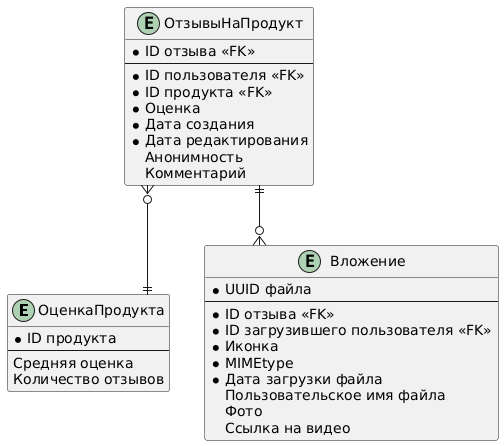 E ОтзывыНаПродукт
ID отзыва «FK»
ID пользователя «FK»
ID продукта «FK»
Оценка
Дата создания
Дата редактирования
Анонимность
Комментарий
E ОценкаПродукта
ID продукта
Средняя оценка
Количество отзывов
E Вложение
UUID файла
ID отзыва «FK»
ID загрузившего пользователя «FK»
Иконка
MIMEtype
Дата загрузки файла
Пользовательское имя файла
Фото
Ссылка на видео